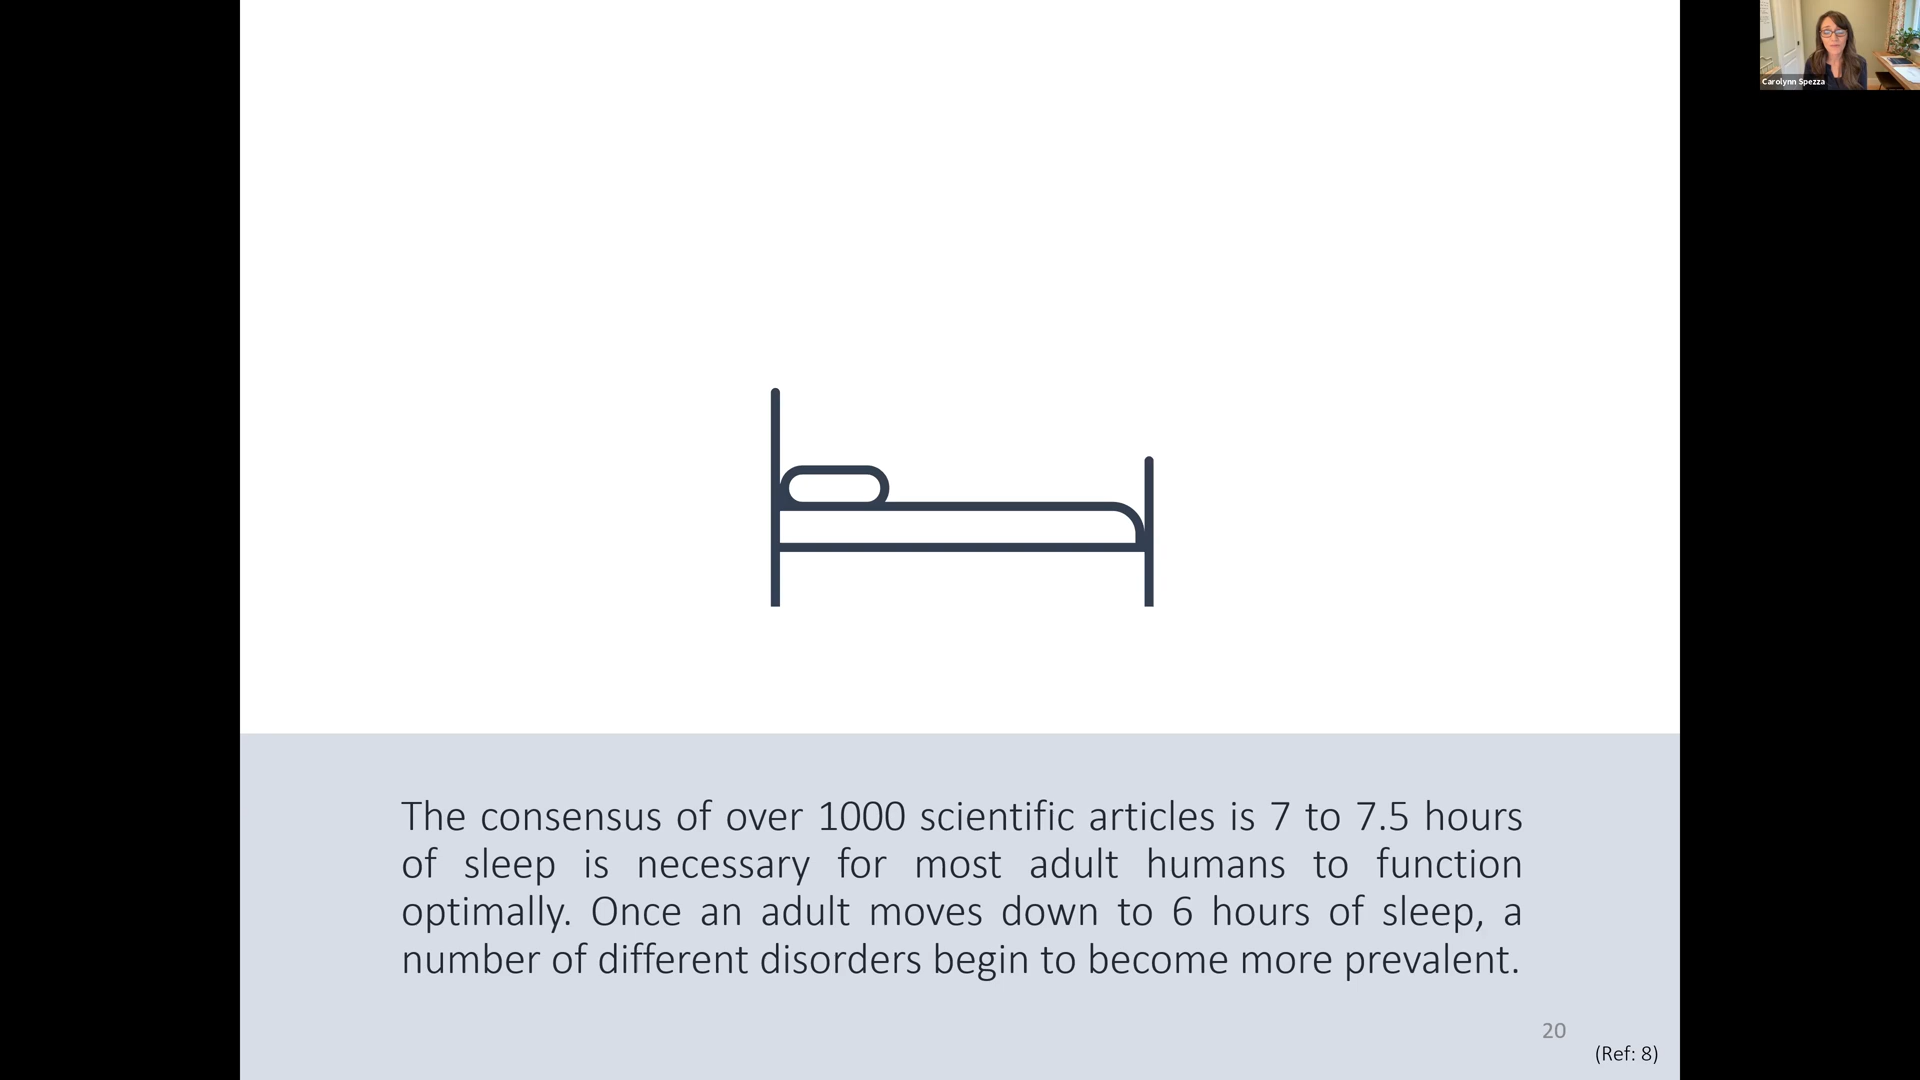 Carolynn Spezza
The consensus of over 1000 scientific articles is 7 to 7.5 hours
of sleep is necessary for most adult humans to function
optimally. Once an adult moves down to 6 hours of sleep, a
number of different disorders begin to become more prevalent.
20
(Ref: 8)